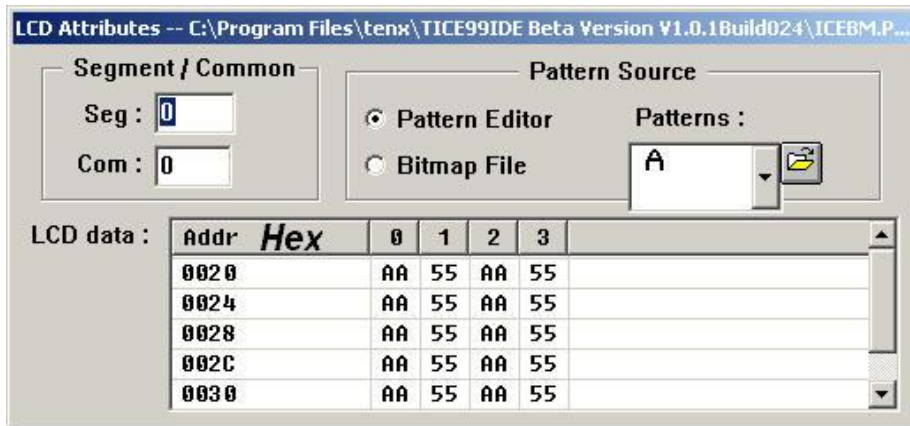 LCD Attributes -- C:\Program Files\tenx\TICE99IDE Beta Version V1.0.1Build024\ICEBM.P...
Segment / Common
Pattern Source
Seg : 0
Pattern Editor
Patterns :
Com : 0
Bitmap File
A
LCD data :
Addr Hex 0 1 2 3
0020 AA 55 AA 55
0024 AA 55 AA 55
0028 AA 55 AA 55
002C AA 55 AA 55
0030 AA 55 AA 55